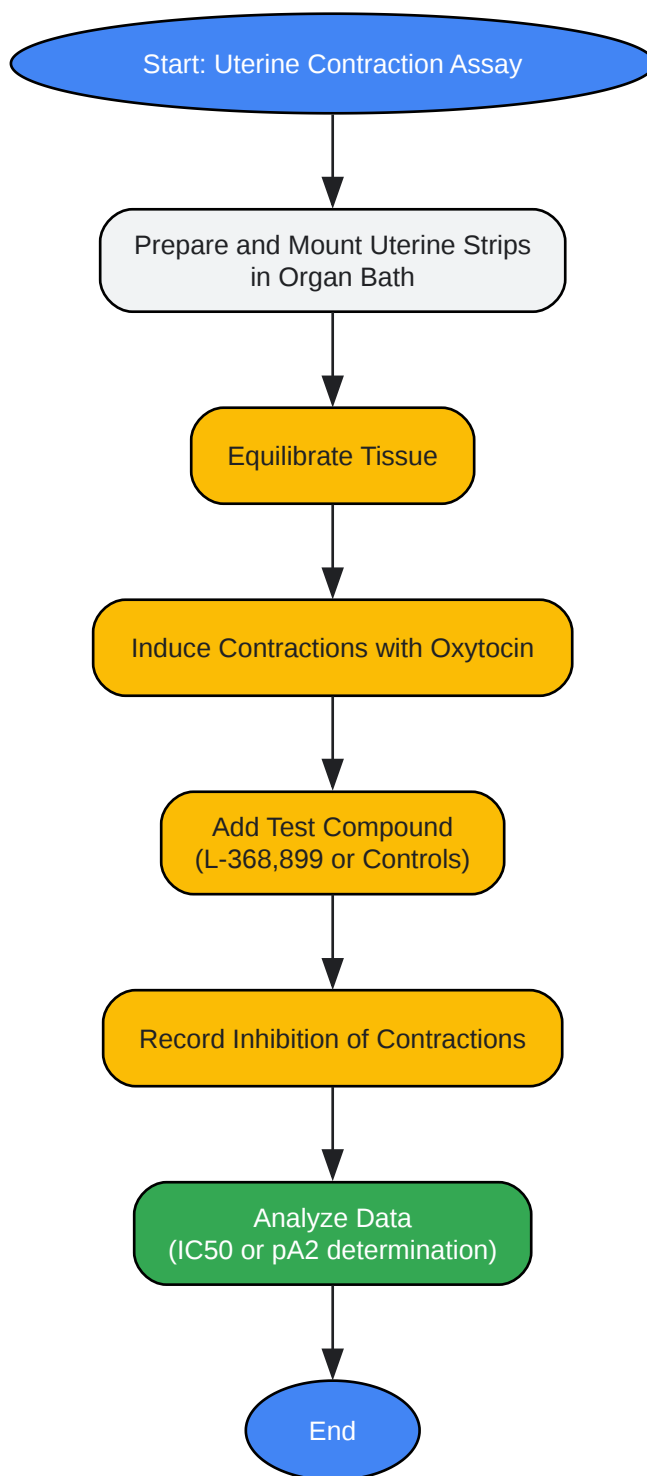 Start: Uterine Contraction Assay
Prepare and Mount Uterine Strips
in Organ Bath
Equilibrate Tissue
Induce Contractions with Oxytocin
Add Test Compound
(L-368,899 or Controls)
Record Inhibition of Contractions
Analyze Data
(IC50 or pA2 determination)
End